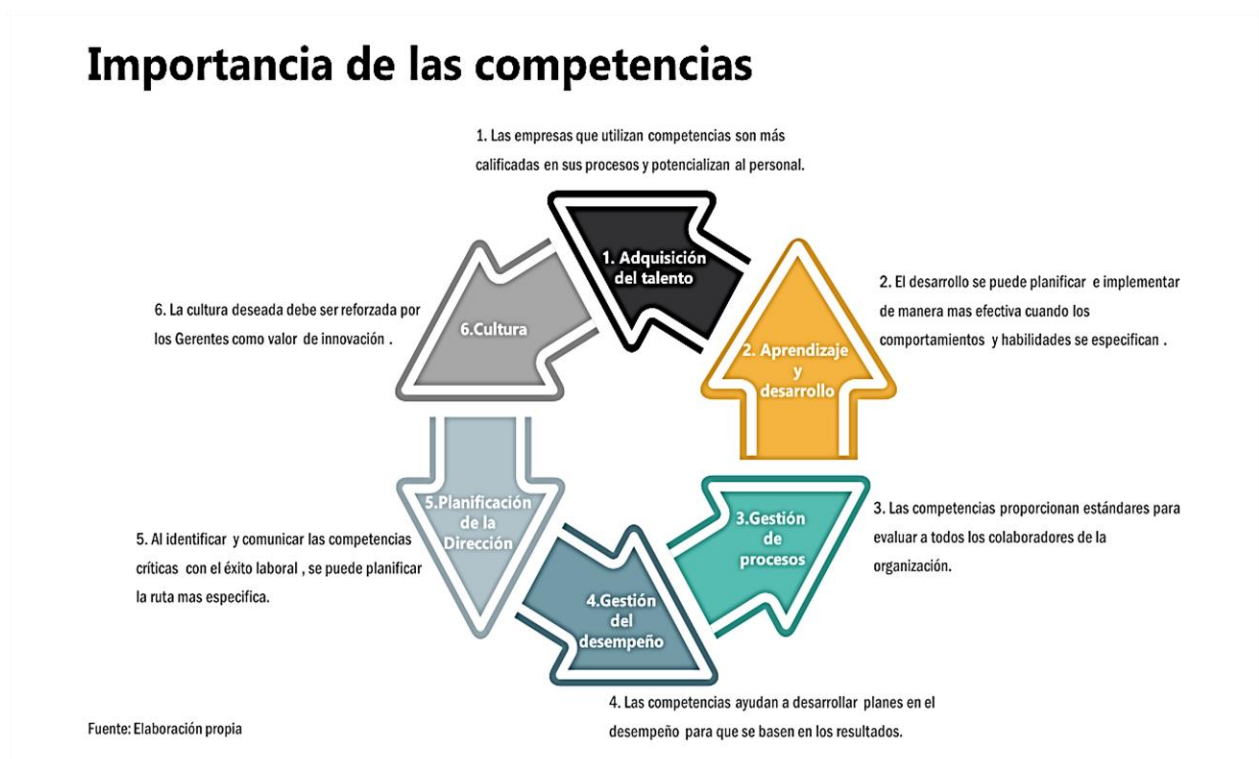 Importancia de las competencias
1. Las empresas que utilizan competencias son más
calificadas en sus procesos y potencializan al personal.
1. Adquisición
del talento
2. El desarrollo se puede planificar e implementar
de manera mas efectiva cuando los
comportamientos y habilidades se especifican .
2. Aprendizaje
y
desarrollo
3. Las competencias proporcionan estándares para
evaluar a todos los colaboradores de la
organización.
3.Gestión
de
procesos
4.Gestión
del
desempeño
4. Las competencias ayudan a desarrollar planes en el
desempeño para que se basen en los resultados.
5.Planificación
de la
Dirección
5. Al identificar y comunicar las competencias
críticas con el éxito laboral , se puede planificar
la ruta mas especifica.
6.Cultura
6. La cultura deseada debe ser reforzada por
los Gerentes como valor de innovación .
Fuente: Elaboración propia